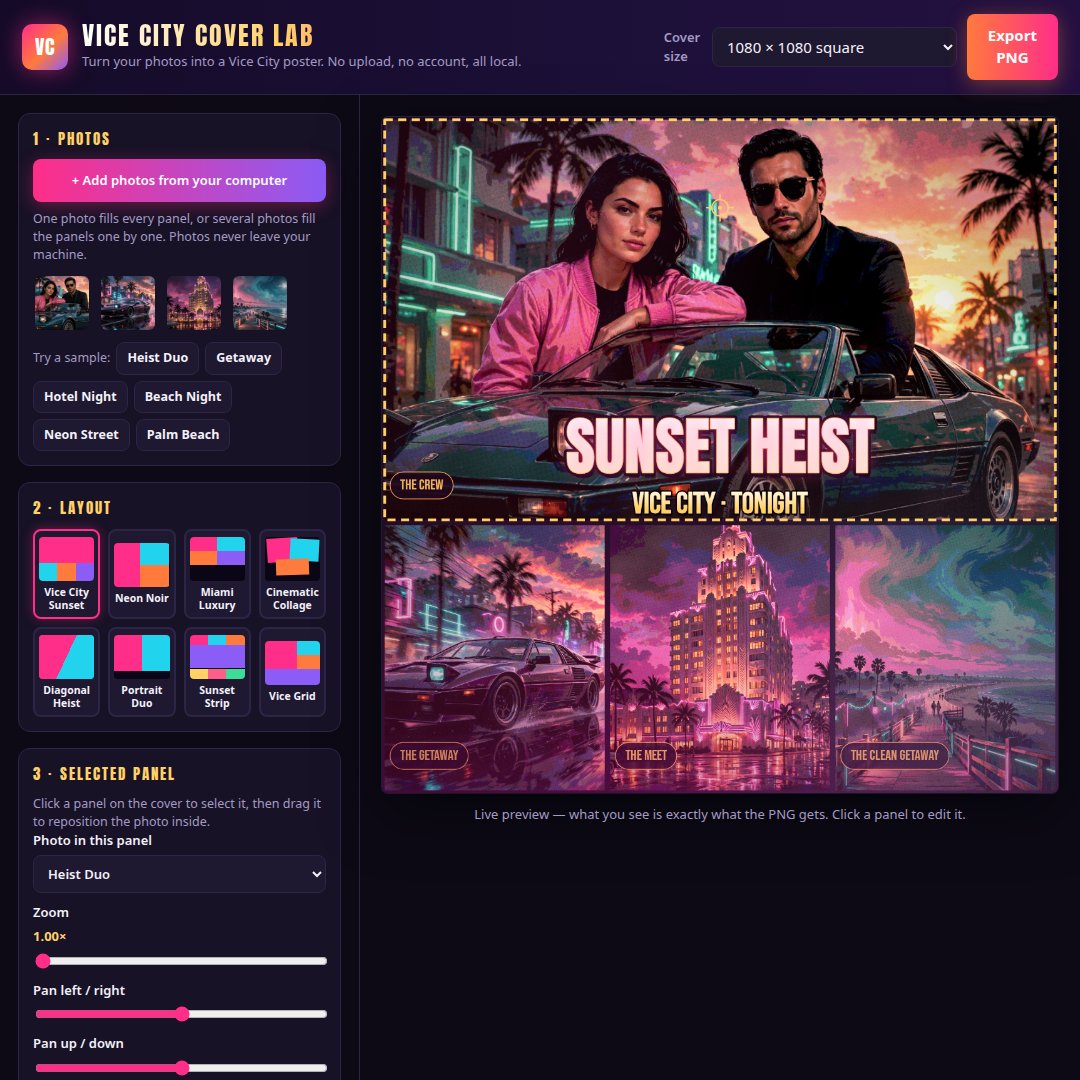 VC
VICE CITY COVER LAB
Turn your photos into a Vice City poster. No upload, no account, all local.
Cover
size
1080 × 1080 square
Export
PNG
1 · PHOTOS
+ Add photos from your computer
One photo fills every panel, or several photos fill
the panels one by one. Photos never leave your
machine.
Try a sample:
Heist Duo
Getaway
Hotel Night
Beach Night
Neon Street
Palm Beach
2 · LAYOUT
Vice City
Sunset
Neon Noir
Miami
Luxury
Cinematic
Collage
Diagonal
Heist
Portrait
Duo
Sunset
Strip
Vice Grid
3 · SELECTED PANEL
Click a panel on the cover to select it, then drag it
to reposition the photo inside.
Photo in this panel
Heist Duo
Zoom
1.00×
Pan left / right
Pan up / down
SUNSET HEIST
THE CREW
VICE CITY · TONIGHT
THE GETAWAY
THE MEET
THE CLEAN GETAWAY
Live preview — what you see is exactly what the PNG gets. Click a panel to edit it.